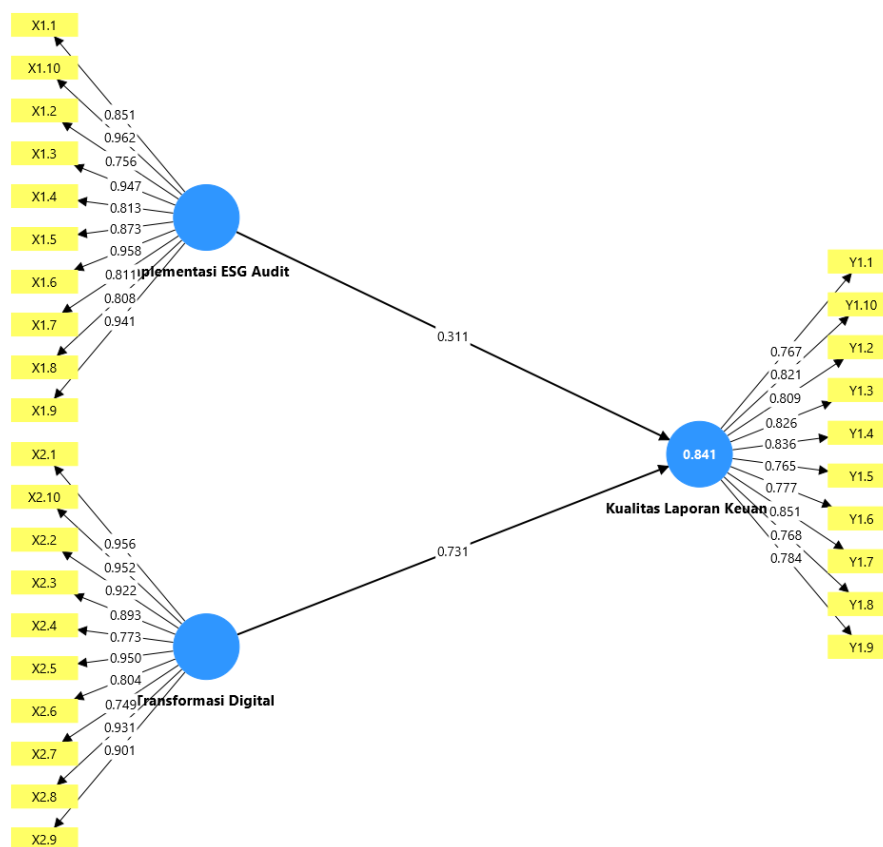 X1.1
X1.10
X1.2
X1.3
X1.4
X1.5
X1.6
X1.7
X1.8
X1.9
0.851
0.962
0.756
0.947
0.813
0.873
0.958
0.811
0.808
0.941
plementasi ESG Audit
0.311
X2.1
X2.10
X2.2
X2.3
X2.4
X2.5
X2.6
X2.7
X2.8
X2.9
0.956
0.952
0.922
0.893
0.773
0.950
0.804
0.749
0.931
0.901
Transformasi Digital
0.731
0.841
Kualitas Laporan Keuan
0.767
0.821
0.809
0.826
0.836
0.765
0.777
0.851
0.768
0.784
Y1.1
Y1.10
Y1.2
Y1.3
Y1.4
Y1.5
Y1.6
Y1.7
Y1.8
Y1.9